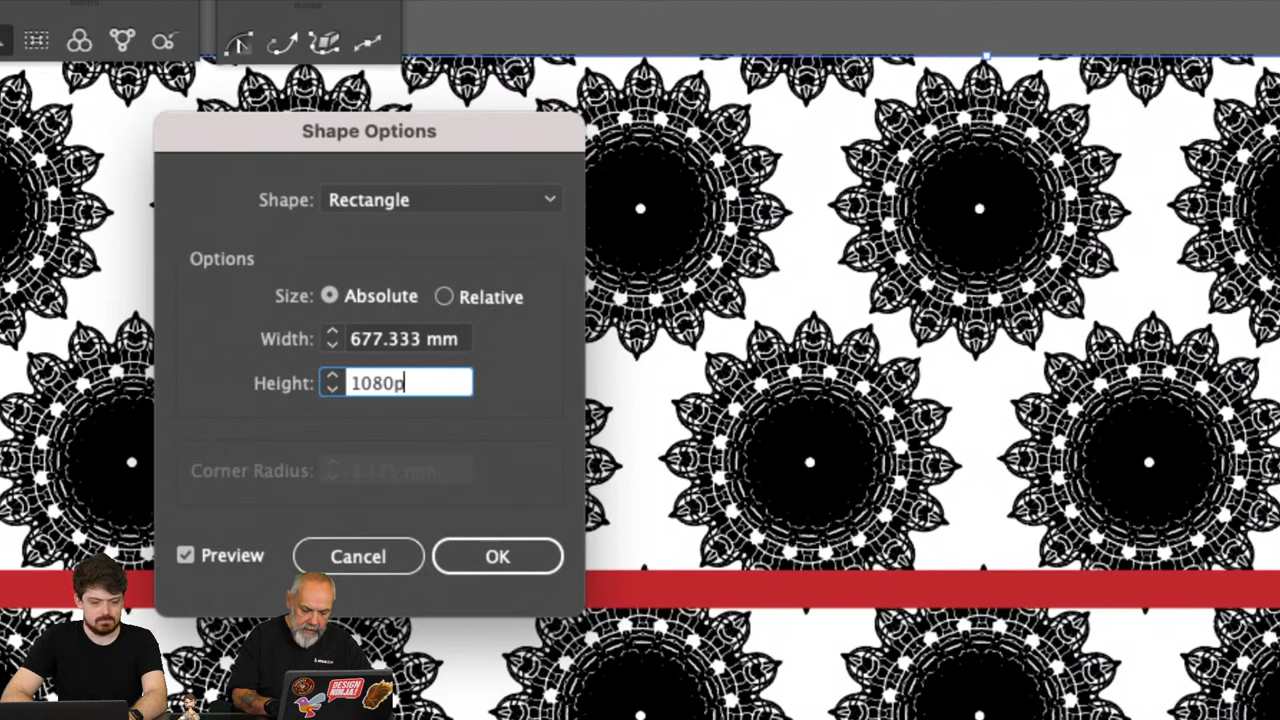 Shape Options
Shape: Rectangle
Options
Size: Absolute Relative
Width: 677.333 mm
Height: 1080p
Corner Radius:
Preview Cancel OK
DESIGN
NINJA!